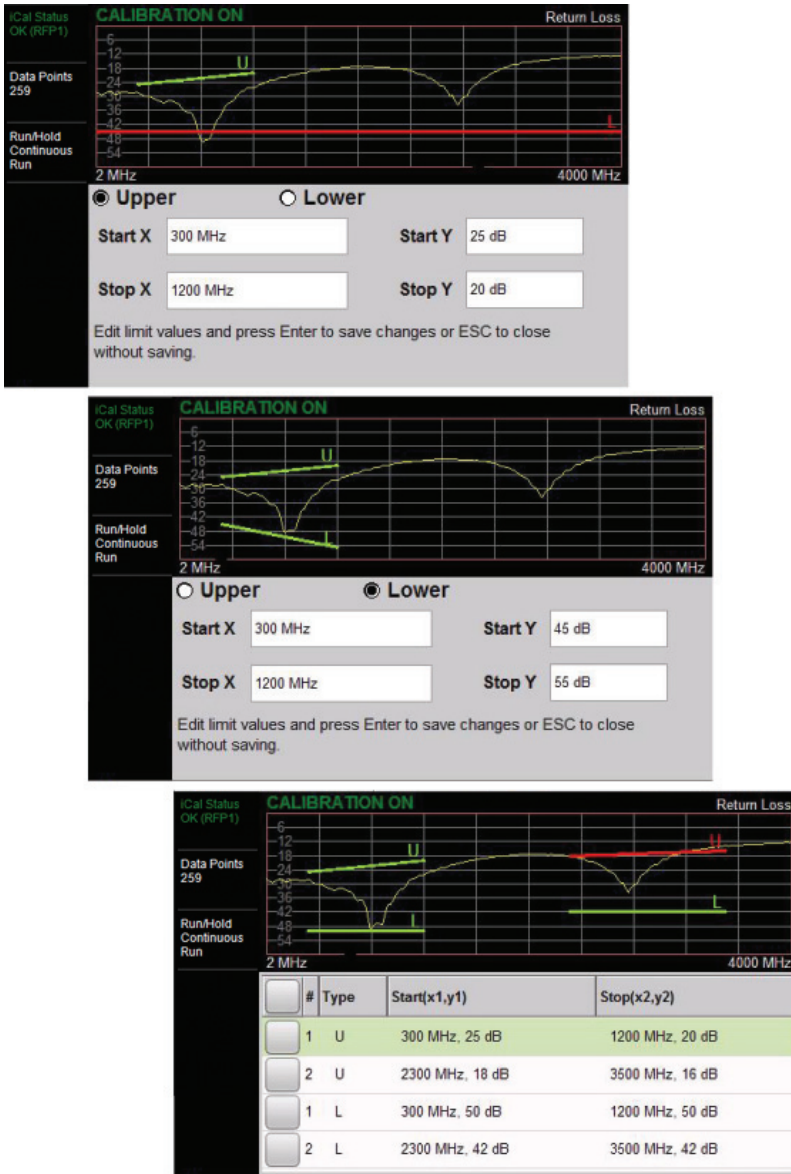 iCal Status
OK (RFP1)
CALIBRATION ON
Return Loss
Data Points
259
Run/Hold
Continuous
Run
-6
-12
-18
-24
-30
-36
-42
-48
-54
U
L
2 MHz
4000 MHz
Upper
Lower
Start X
300 MHz
Start Y
25 dB
Stop X
1200 MHz
Stop Y
20 dB
Edit limit values and press Enter to save changes or ESC to close
without saving.
iCal Status
OK (RFP1)
CALIBRATION ON
Return Loss
Data Points
259
Run/Hold
Continuous
Run
-6
-12
-18
-24
-30
-36
-42
-48
-54
U
L
2 MHz
4000 MHz
Upper
Lower
Start X
300 MHz
Start Y
45 dB
Stop X
1200 MHz
Stop Y
55 dB
Edit limit values and press Enter to save changes or ESC to close
without saving.
iCal Status
OK (RFP1)
CALIBRATION ON
Return Loss
Data Points
259
Run/Hold
Continuous
Run
-6
-12
-18
-24
-30
-36
-42
-48
-54
U
U
L
L
2 MHz
4000 MHz
# Type Start(x1,y1) Stop(x2,y2)
1 U 300 MHz, 25 dB 1200 MHz, 20 dB
2 U 2300 MHz, 18 dB 3500 MHz, 16 dB
1 L 300 MHz, 50 dB 1200 MHz, 50 dB
2 L 2300 MHz, 42 dB 3500 MHz, 42 dB